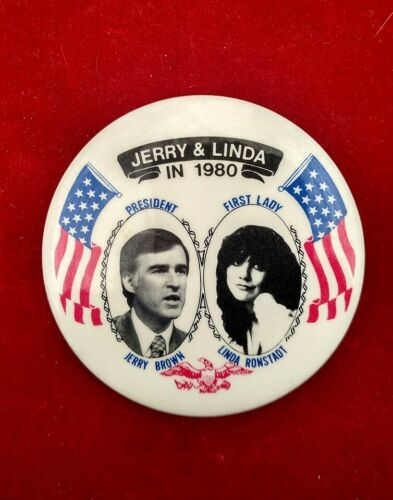 JERRY & LINDA
IN 1980
PRESIDENT
FIRST LADY
JERRY BROWN
LINDA RONSTADT